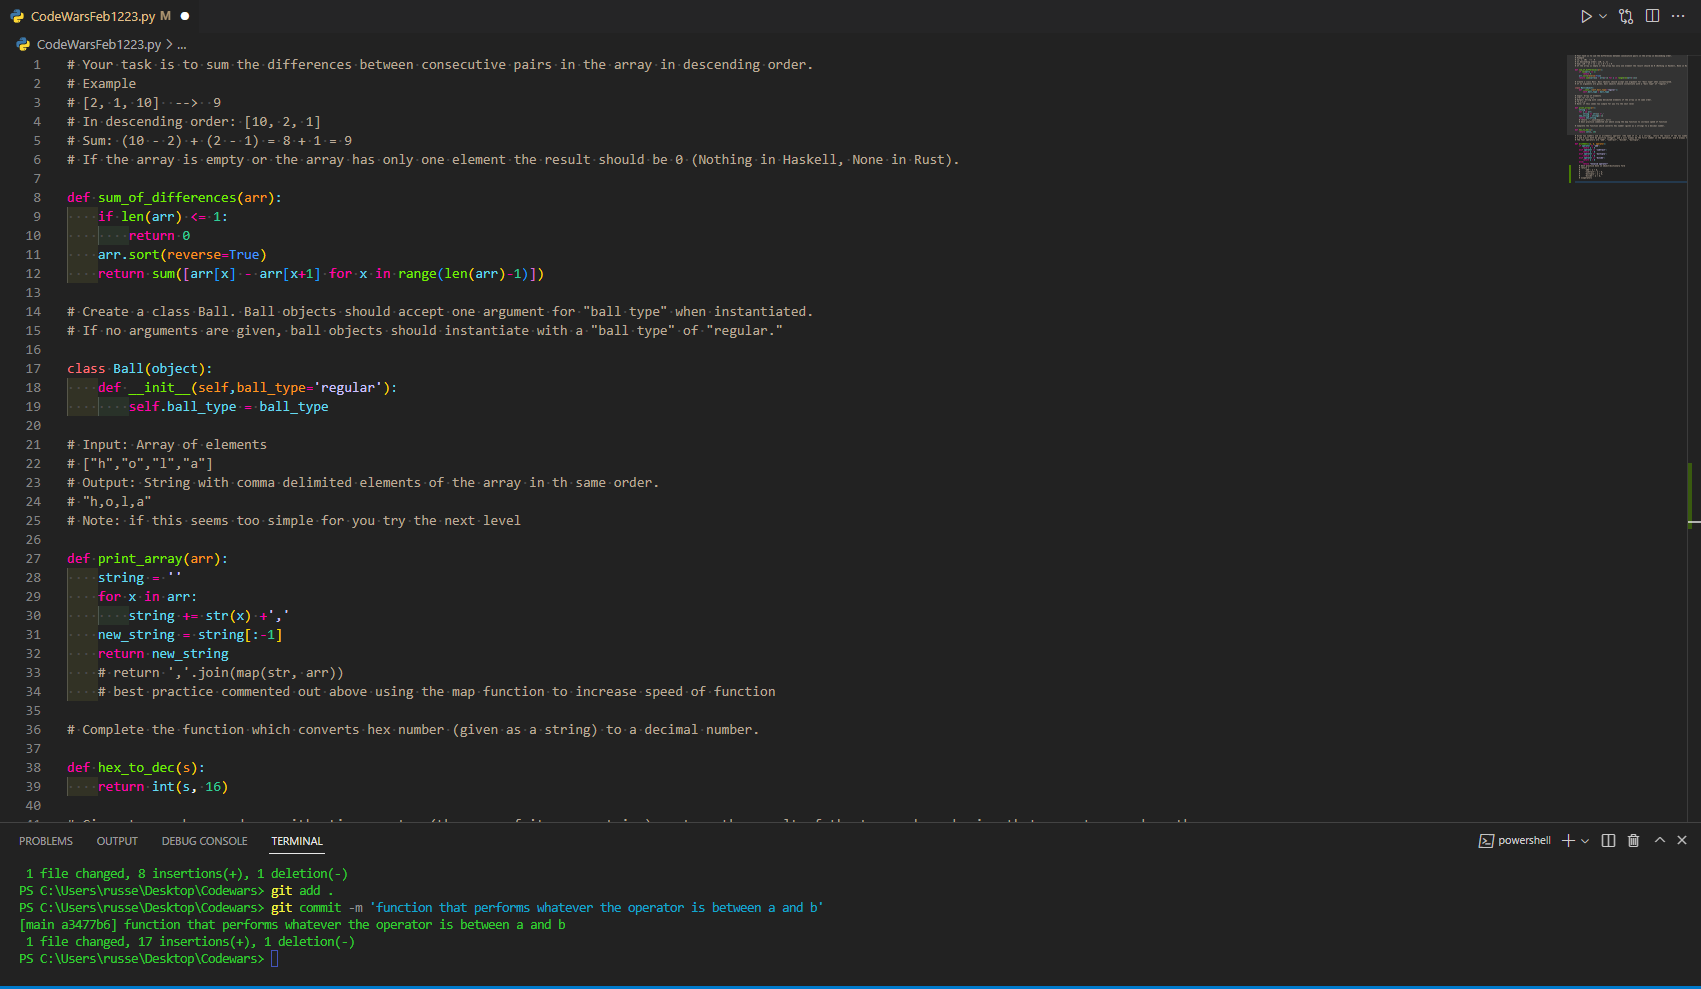 CodeWarsFeb1223.py M
CodeWarsFeb1223.py > ...
1 # Your task is to sum the differences between consecutive pairs in the array in descending order.
2 # Example
3 # [2, 1, 10]  -->  9
4 # In descending order: [10, 2, 1]
5 # Sum: (10 - 2) + (2 - 1) = 8 + 1 = 9
6 # If the array is empty or the array has only one element the result should be 0 (Nothing in Haskell, None in Rust).
7
8 def sum_of_differences(arr):
9     if len(arr) <= 1:
10         return 0
11     arr.sort(reverse=True)
12     return sum([arr[x] - arr[x+1] for x in range(len(arr)-1)])
13
14 # Create a class Ball. Ball objects should accept one argument for "ball type" when instantiated.
15 # If no arguments are given, ball objects should instantiate with a "ball type" of "regular."
16
17 class Ball(object):
18     def __init__(self,ball_type='regular'):
19         self.ball_type = ball_type
20
21 # Input: Array of elements
22 # ["h","o","l","a"]
23 # Output: String with comma delimited elements of the array in th same order.
24 # "h,o,l,a"
25 # Note: if this seems too simple for you try the next level
26
27 def print_array(arr):
28     string = ''
29     for x in arr:
30         string += str(x) +','
31     new_string = string[:-1]
32     return new_string
33     # return ','.join(map(str, arr))
34     # best practice commented out above using the map function to increase speed of function
35
36 # Complete the function which converts hex number (given as a string) to a decimal number.
37
38 def hex_to_dec(s):
39     return int(s, 16)
40
PROBLEMS OUTPUT DEBUG CONSOLE TERMINAL powershell
1 file changed, 8 insertions(+), 1 deletion(-)
PS C:\Users\russe\Desktop\Codewars> git add .
PS C:\Users\russe\Desktop\Codewars> git commit -m 'function that performs whatever the operator is between a and b'
[main a3477b6] function that performs whatever the operator is between a and b
1 file changed, 17 insertions(+), 1 deletion(-)
PS C:\Users\russe\Desktop\Codewars>